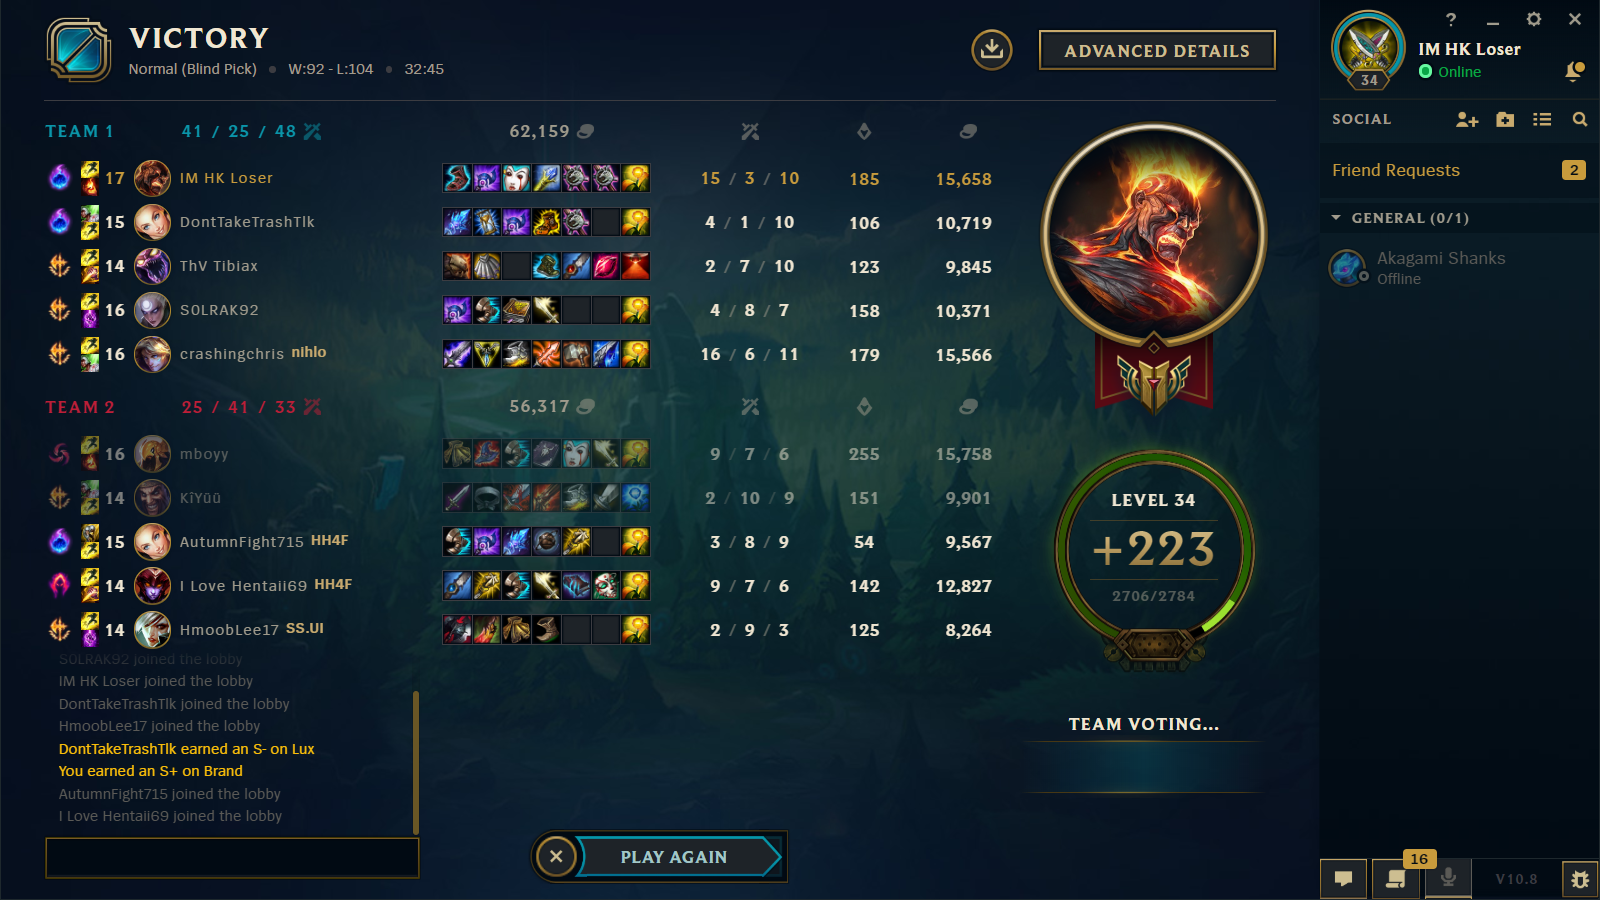 VICTORY
Normal (Blind Pick) • W:92 - L:104 • 32:45
ADVANCED DETAILS
TEAM 1 41 / 25 / 48 62,159
17 IM HK Loser 15 / 3 / 10 185 15,658
15 DontTakeTrashTlk 4 / 1 / 10 106 10,719
14 ThV Tibiax 2 / 7 / 10 123 9,845
16 S0LRAK92 4 / 8 / 7 158 10,371
16 crashingchris nihlo 16 / 6 / 11 179 15,566
TEAM 2 25 / 41 / 33 56,317
16 mboyy 9 / 7 / 6 255 15,758
14 KîÝûü 2 / 10 / 9 151 9,901
15 AutumnFight715 HH4F 3 / 8 / 9 54 9,567
14 I Love Hentaii69 HH4F 9 / 7 / 6 142 12,827
14 HmoobLee17 SS.UI 2 / 9 / 3 125 8,264
S0LRAK92 joined the lobby
IM HK Loser joined the lobby
DontTakeTrashTlk joined the lobby
HmoobLee17 joined the lobby
DontTakeTrashTlk earned an S- on Lux
You earned an S+ on Brand
AutumnFight715 joined the lobby
I Love Hentaii69 joined the lobby
PLAY AGAIN
LEVEL 34
+223
2706/2784
TEAM VOTING...
34
IM HK Loser
Online
SOCIAL
Friend Requests 2
GENERAL (0/1)
Akagami Shanks
Offline
16
V10.8